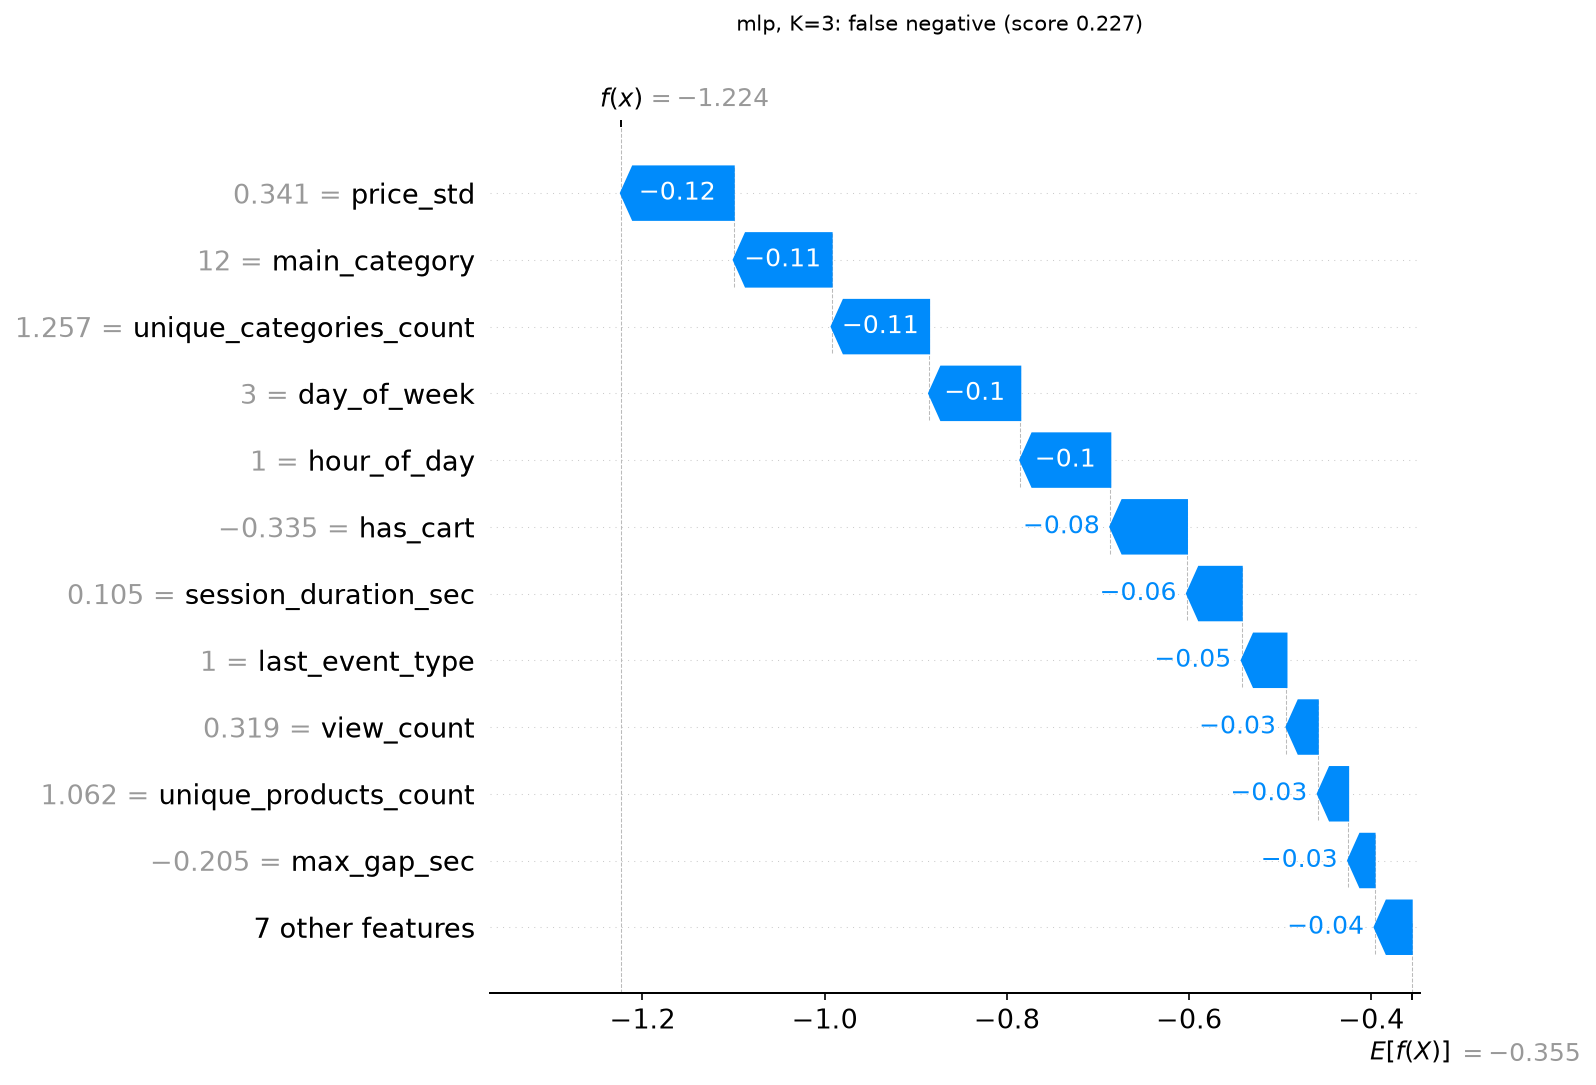 mlp, K=3: false negative (score 0.227)
f(x) = −1.224
0.341 = price_std −0.12
12 = main_category −0.11
1.257 = unique_categories_count −0.11
3 = day_of_week −0.1
1 = hour_of_day −0.1
−0.335 = has_cart −0.08
0.105 = session_duration_sec −0.06
1 = last_event_type −0.05
0.319 = view_count −0.03
1.062 = unique_products_count −0.03
−0.205 = max_gap_sec −0.03
7 other features −0.04
−1.2 −1.0 −0.8 −0.6 −0.4
E[f(X)] = −0.355